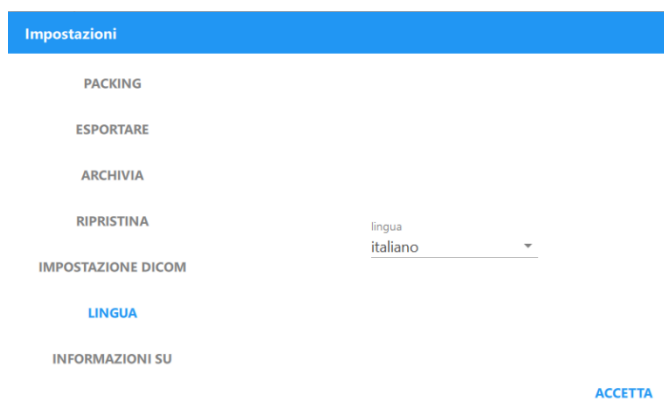 Impostazioni
PACKING
ESPORTARE
ARCHIVIA
RIPRISTINA
IMPOSTAZIONE DICOM
LINGUA
INFORMAZIONI SU
lingua
italiano
ACCETTA